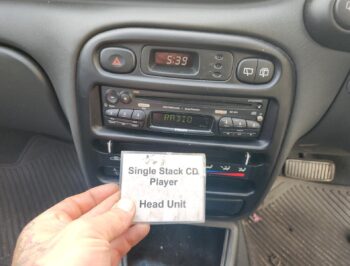 5:39
RADIO
Single Stack CD
Player
Head Unit